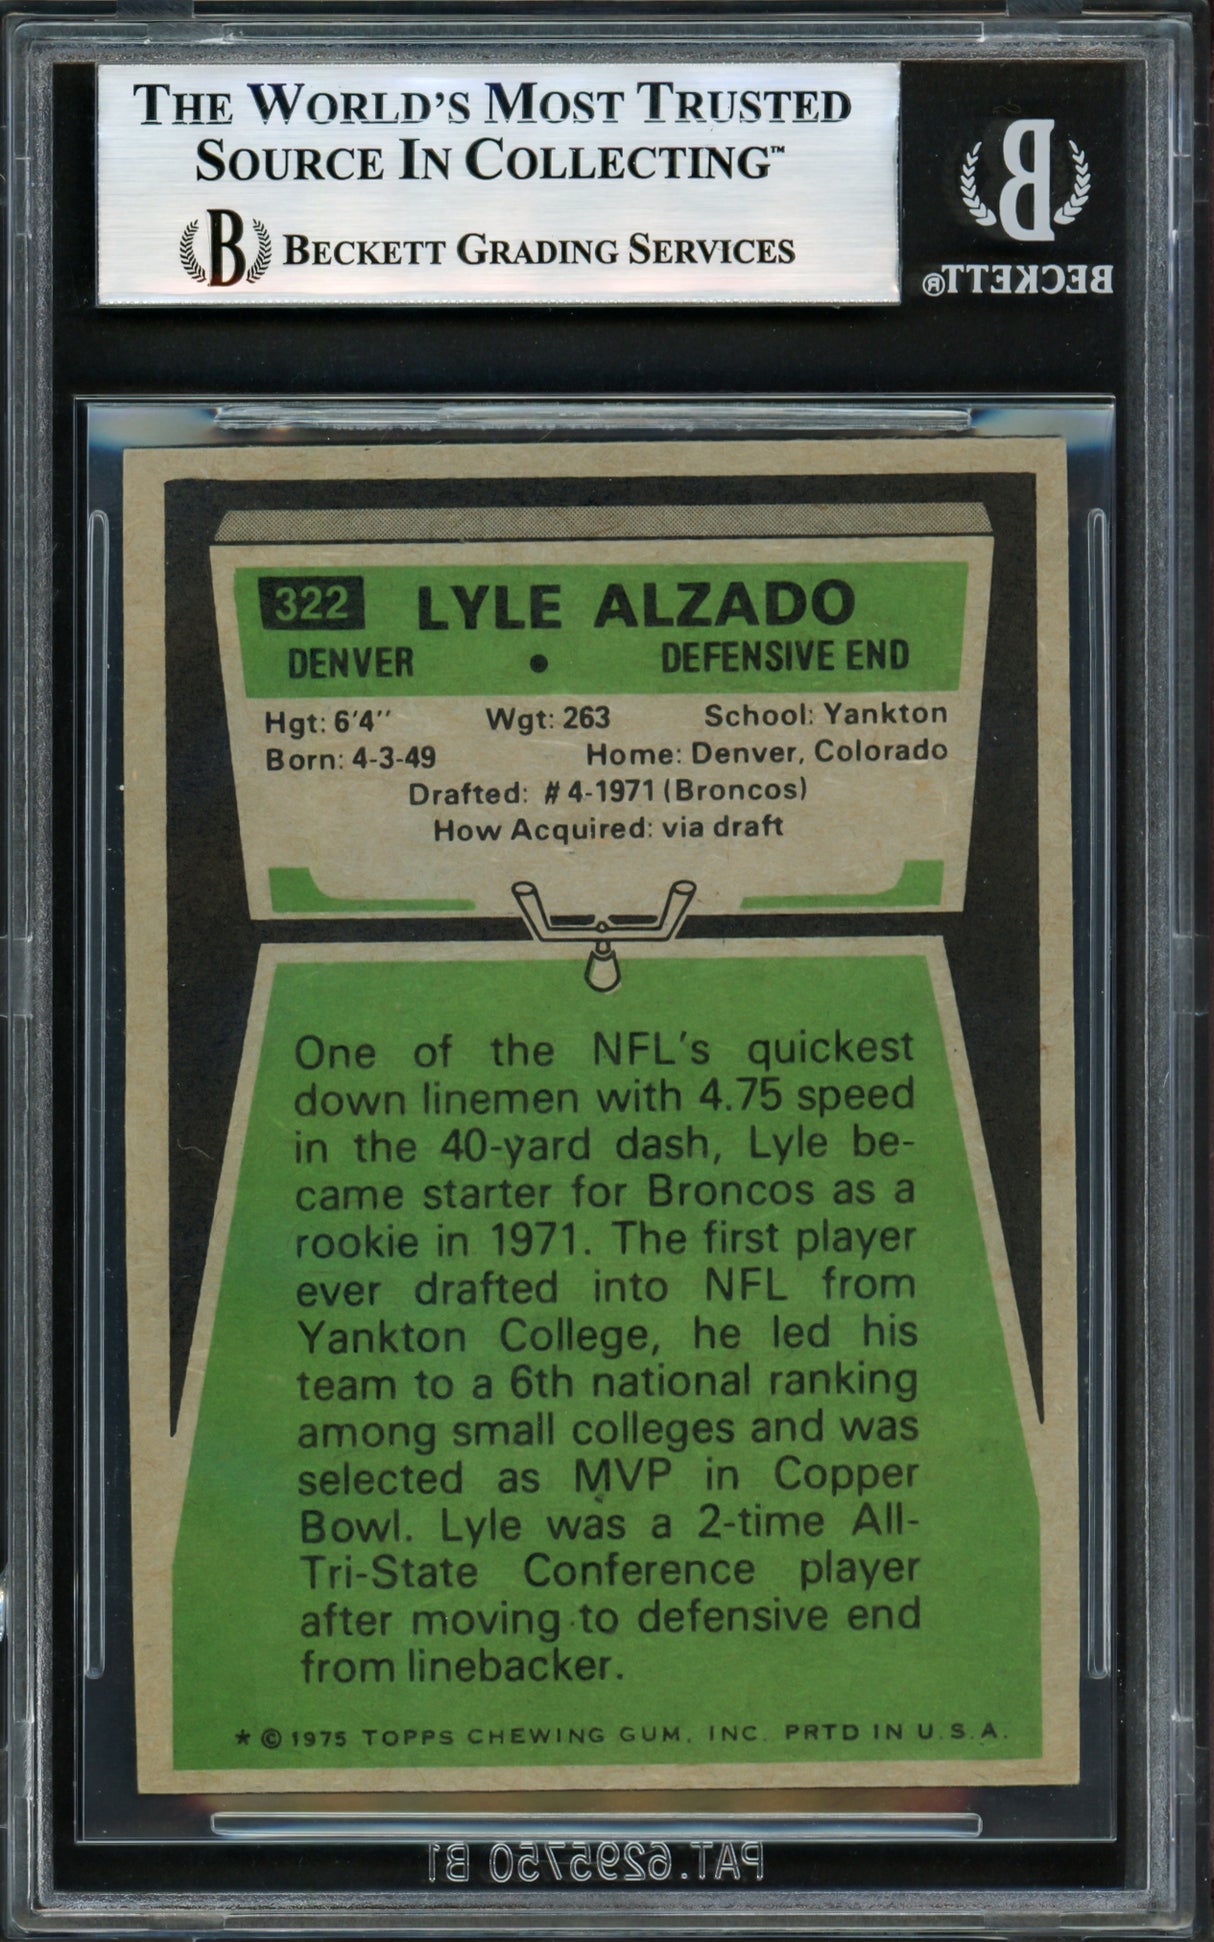 THE WORLD'S MOST TRUSTED
SOURCE IN COLLECTING™
B BECKETT GRADING SERVICES
B
BECKETT®
322 LYLE ALZADO
DENVER • DEFENSIVE END
Hgt: 6'4'' Wgt: 263 School: Yankton
Born: 4-3-49 Home: Denver, Colorado
Drafted: #4-1971 (Broncos)
How Acquired: via draft
One of the NFL's quickest
down linemen with 4.75 speed
in the 40-yard dash, Lyle be-
came starter for Broncos as a
rookie in 1971. The first player
ever drafted into NFL from
Yankton College, he led his
team to a 6th national ranking
among small colleges and was
selected as MVP in Copper
Bowl. Lyle was a 2-time All-
Tri-State Conference player
after moving to defensive end
from linebacker.
* © 1975 TOPPS CHEWING GUM, INC. PRTD IN U.S.A.
PAT.6295750 B1